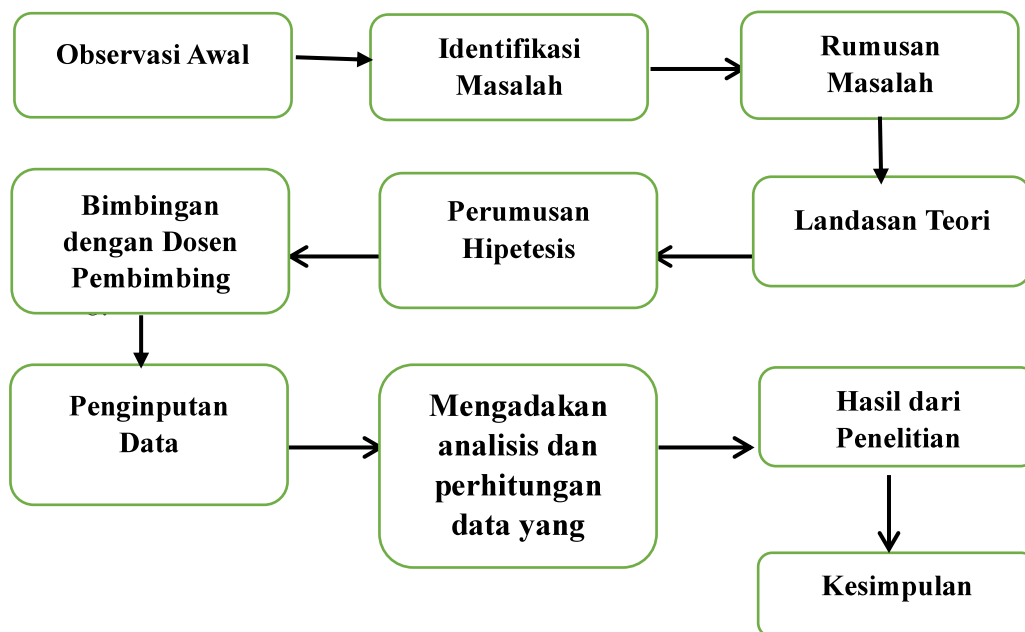 Observasi Awal
Identifikasi
Masalah
Rumusan
Masalah
Landasan Teori
Perumusan
Hipetesis
Bimbingan
dengan Dosen
Pembimbing
Penginputan
Data
Mengadakan
analisis dan
perhitungan
data yang
Hasil dari
Penelitian
Kesimpulan